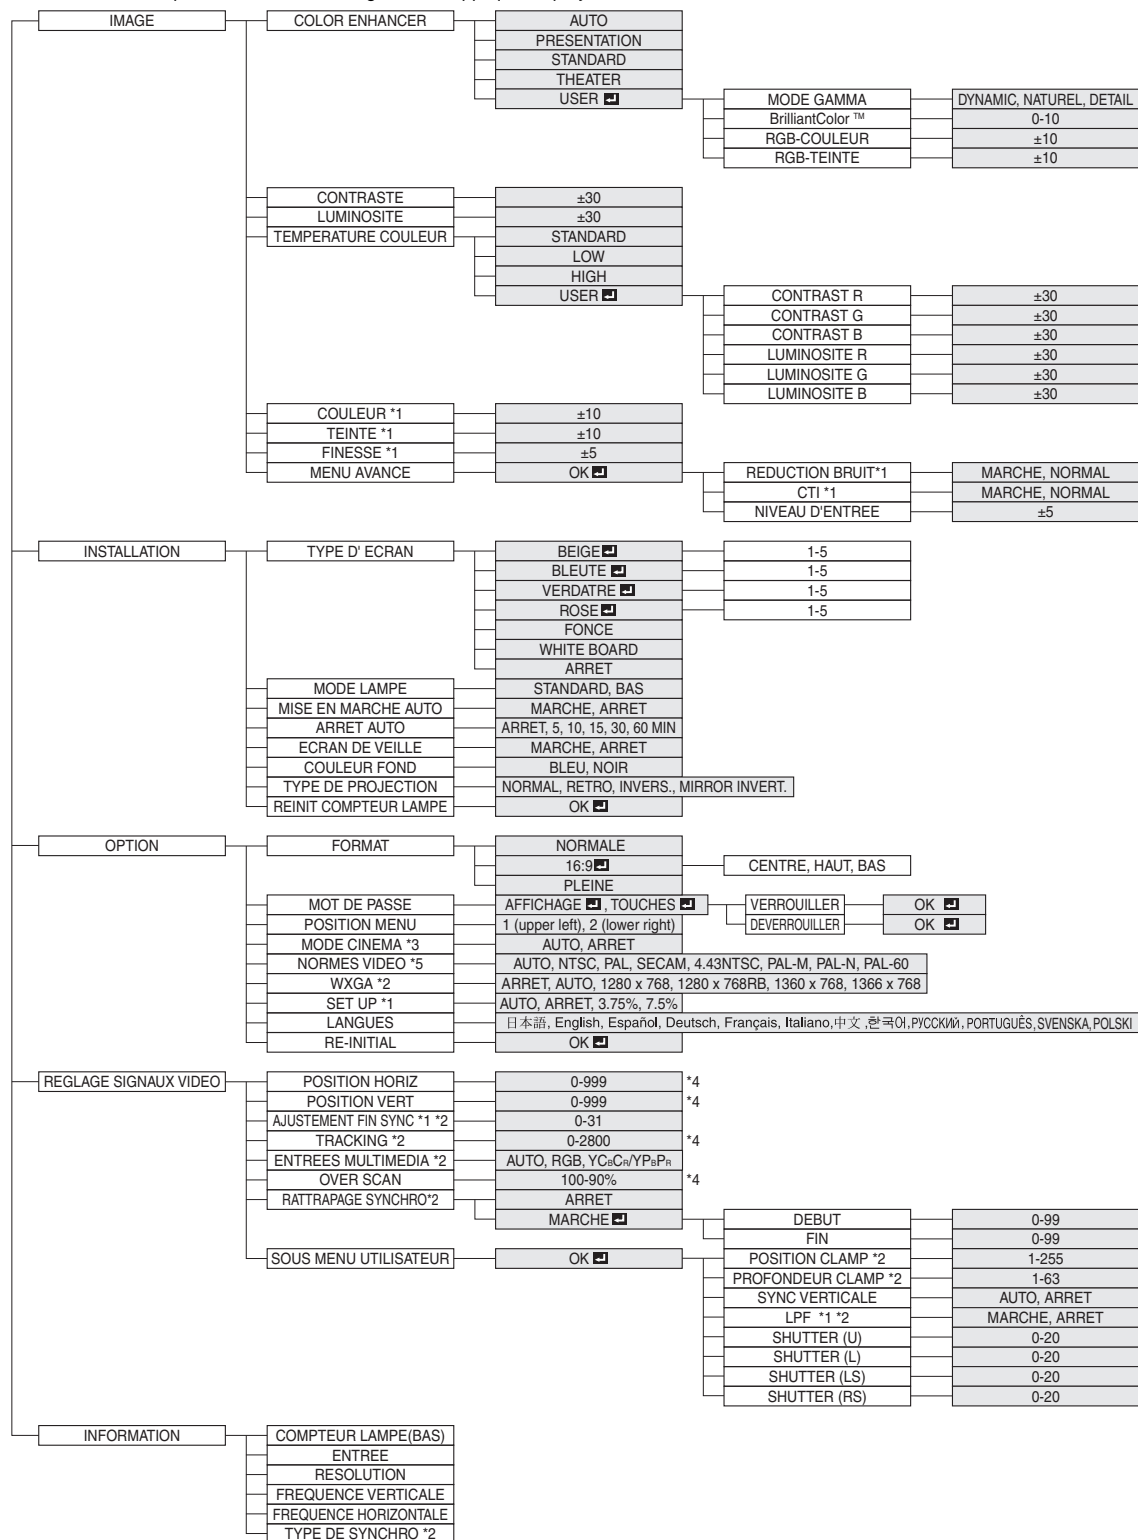 IMAGE COLOR ENHANCER AUTO
PRESENTATION
STANDARD
THEATER
USER MODE GAMMA DYNAMIC, NATUREL, DETAIL
BrilliantColor ™ 0-10
RGB-COULEUR ±10
RGB-TEINTE ±10
CONTRASTE ±30
LUMINOSITE ±30
TEMPERATURE COULEUR STANDARD
LOW
HIGH
USER CONTRAST R ±30
CONTRAST G ±30
CONTRAST B ±30
LUMINOSITE R ±30
LUMINOSITE G ±30
LUMINOSITE B ±30
COULEUR *1 ±10
TEINTE *1 ±10
FINESSE *1 ±5
MENU AVANCE OK REDUCTION BRUIT*1 MARCHE, NORMAL
CTI *1 MARCHE, NORMAL
NIVEAU D'ENTREE ±5
INSTALLATION TYPE D' ECRAN BEIGE 1-5
BLEUTE 1-5
VERDATRE 1-5
ROSE 1-5
FONCE
WHITE BOARD
ARRET
MODE LAMPE STANDARD, BAS
MISE EN MARCHE AUTO MARCHE, ARRET
ARRET AUTO ARRET, 5, 10, 15, 30, 60 MIN
ECRAN DE VEILLE MARCHE, ARRET
COULEUR FOND BLEU, NOIR
TYPE DE PROJECTION NORMAL, RETRO, INVERS., MIRROR INVERT.
REINIT COMPTEUR LAMPE OK
OPTION FORMAT NORMALE
16:9 CENTRE, HAUT, BAS
PLEINE
MOT DE PASSE AFFICHAGE , TOUCHES VERROUILLER OK
POSITION MENU 1 (upper left), 2 (lower right) DEVERROUILLER OK
MODE CINEMA *3 AUTO, ARRET
NORMES VIDEO *5 AUTO, NTSC, PAL, SECAM, 4.43NTSC, PAL-M, PAL-N, PAL-60
WXGA *2 ARRET, AUTO, 1280 x 768, 1280 x 768RB, 1360 x 768, 1366 x 768
SET UP *1 AUTO, ARRET, 3.75%, 7.5%
LANGUES 日本語, English, Español, Deutsch, Français, Italiano, 中文 , 한국어, РУССКИЙ, PORTUGUÊS, SVENSKA, POLSKI
RE-INITIAL OK
REGLAGE SIGNAUX VIDEO POSITION HORIZ 0-999 *4
POSITION VERT 0-999 *4
AJUSTEMENT FIN SYNC *1 *2 0-31
TRACKING *2 0-2800 *4
ENTREES MULTIMEDIA *2 AUTO, RGB, YCBCR/YPBPR
OVER SCAN 100-90% *4
RATTRAPAGE SYNCHRO*2 ARRET
MARCHE DEBUT 0-99
FIN 0-99
SOUS MENU UTILISATEUR OK POSITION CLAMP *2 1-255
PROFONDEUR CLAMP *2 1-63
SYNC VERTICALE AUTO, ARRET
LPF *1 *2 MARCHE, ARRET
SHUTTER (U) 0-20
SHUTTER (L) 0-20
SHUTTER (LS) 0-20
SHUTTER (RS) 0-20
INFORMATION COMPTEUR LAMPE(BAS)
ENTREE
RESOLUTION
FREQUENCE VERTICALE
FREQUENCE HORIZONTALE
TYPE DE SYNCHRO *2